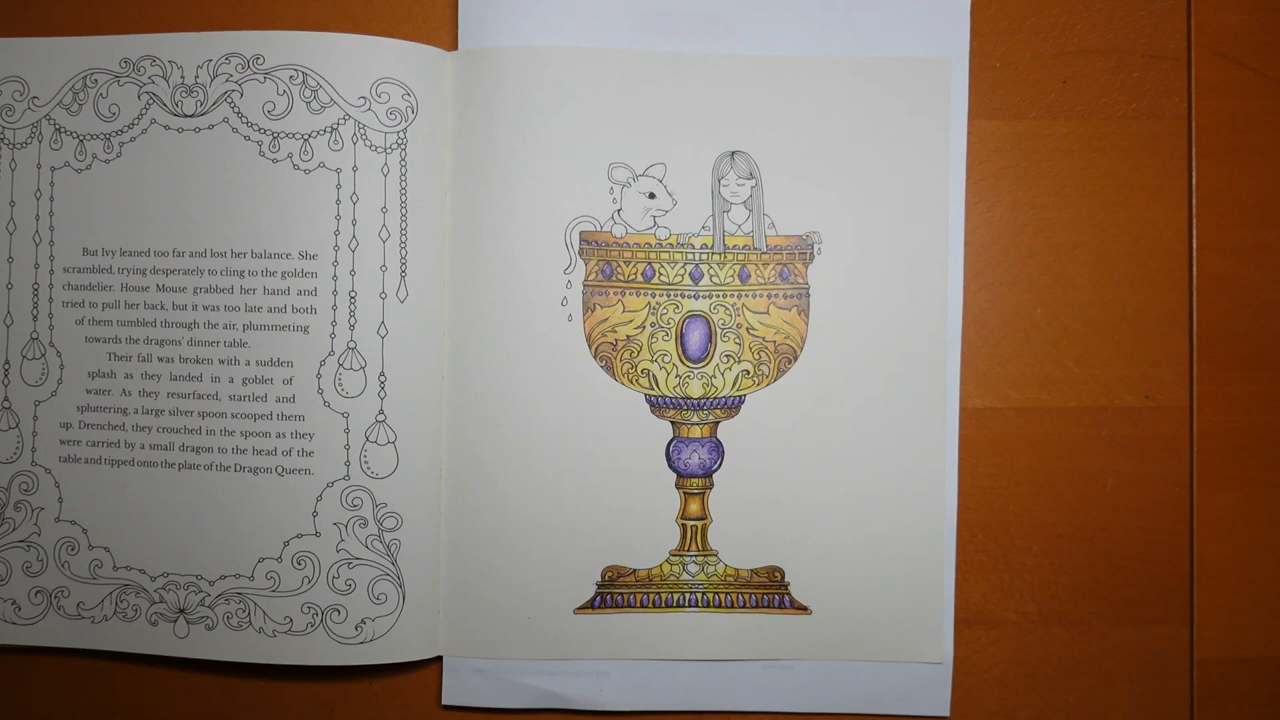 But Ivy leaned too far and lost her balance. She
scrambled, trying desperately to cling to the golden
chandelier. House Mouse grabbed her hand and
tried to pull her back, but it was too late and both
of them tumbled through the air, plummeting
towards the dragons' dinner table.
Their fall was broken with a sudden
splash as they landed in a goblet of
water. As they resurfaced, startled and
spluttering, a large silver spoon scooped them
up. Drenched, they crouched in the spoon as they
were carried by a small dragon to the head of the
table and tipped onto the plate of the Dragon Queen.